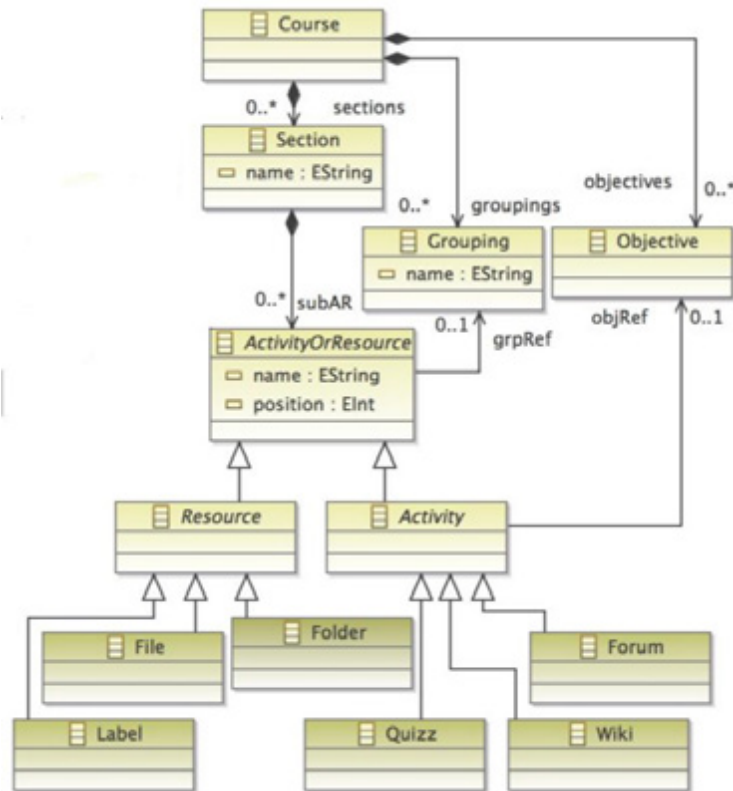 Course
0..* sections
Section
name : EString
objectives
0..* groupings
0..*
Grouping
name : EString
Objective
0..* subAR
0..1
grpRef
objRef
0..1
ActivityOrResource
name : EString
position : EInt
Resource
Activity
File
Folder
Forum
Label
Quizz
Wiki